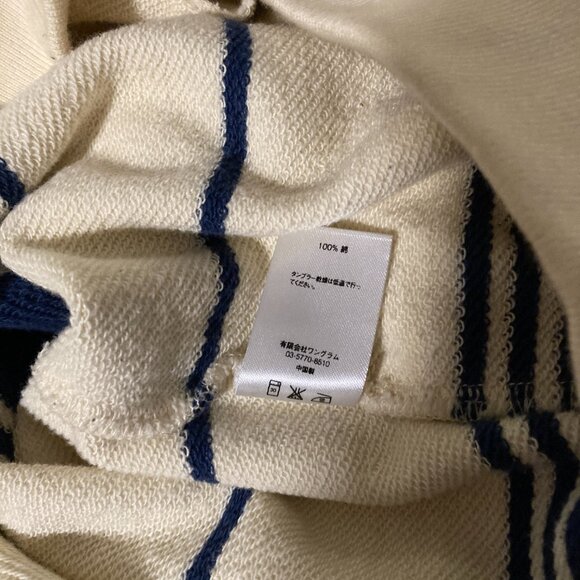 100% 綿
タンブラー乾燥は低温で行っ
てください。
有限会社ワングラム
03-5770-8510
中国製